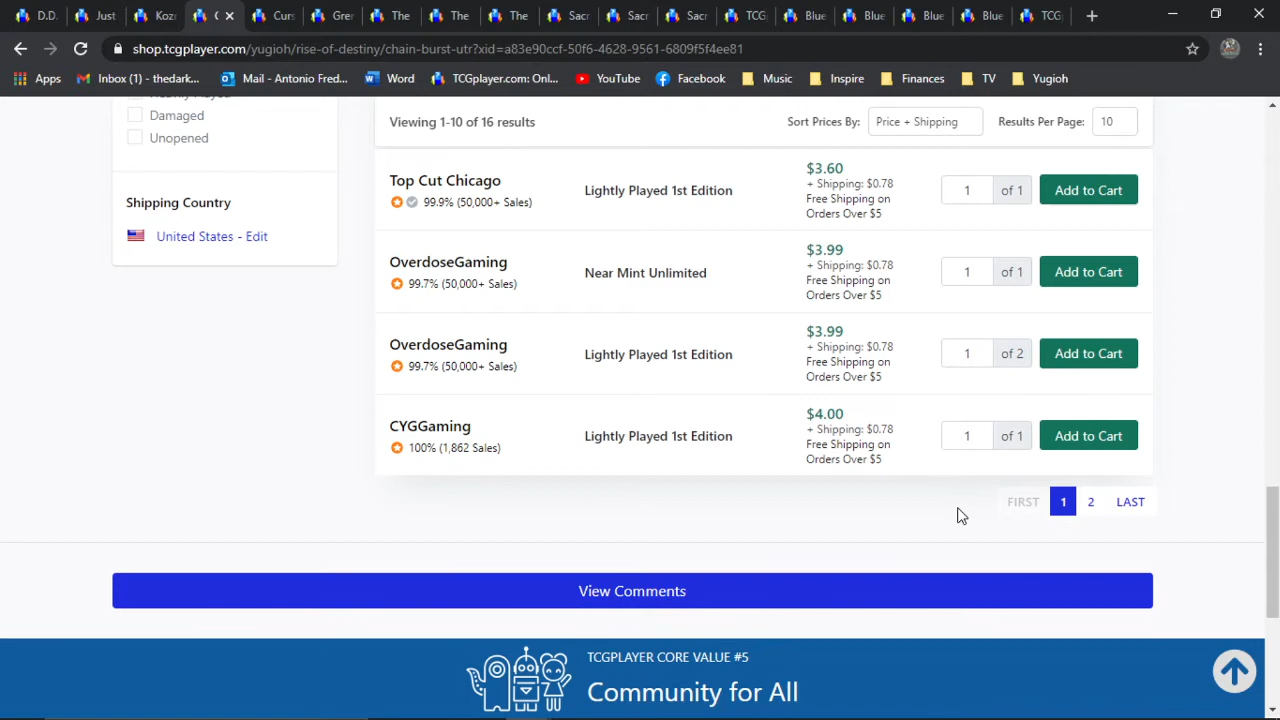 D.D.
Just
Koz
C
Curs
Gre
The
The
The
Sacr
Sacr
Sacr
TCG
Blue
Blue
Blue
Blue
TCG
shop.tcgplayer.com/yugioh/rise-of-destiny/chain-burst-utr?xid=a83e90ccf-50f6-4628-9561-6809f5f4ee81
Apps
Inbox (1) - thedark...
Mail - Antonio Fred...
Word
TCGplayer.com: Onl...
YouTube
Facebook
Music
Inspire
Finances
TV
Yugioh
Heavily Played
Damaged
Unopened
Shipping Country
United States - Edit
Viewing 1-10 of 16 results
Sort Prices By: Price + Shipping
Results Per Page: 10
Top Cut Chicago
99.9% (50,000+ Sales)
Lightly Played 1st Edition
$3.60
+ Shipping: $0.78
Free Shipping on
Orders Over $5
1 of 1
Add to Cart
OverdoseGaming
99.7% (50,000+ Sales)
Near Mint Unlimited
$3.99
+ Shipping: $0.78
Free Shipping on
Orders Over $5
1 of 1
Add to Cart
OverdoseGaming
99.7% (50,000+ Sales)
Lightly Played 1st Edition
$3.99
+ Shipping: $0.78
Free Shipping on
Orders Over $5
1 of 2
Add to Cart
CYGGaming
100% (1,862 Sales)
Lightly Played 1st Edition
$4.00
+ Shipping: $0.78
Free Shipping on
Orders Over $5
1 of 1
Add to Cart
FIRST 1 2 LAST
View Comments
TCGPLAYER CORE VALUE #5
Community for All